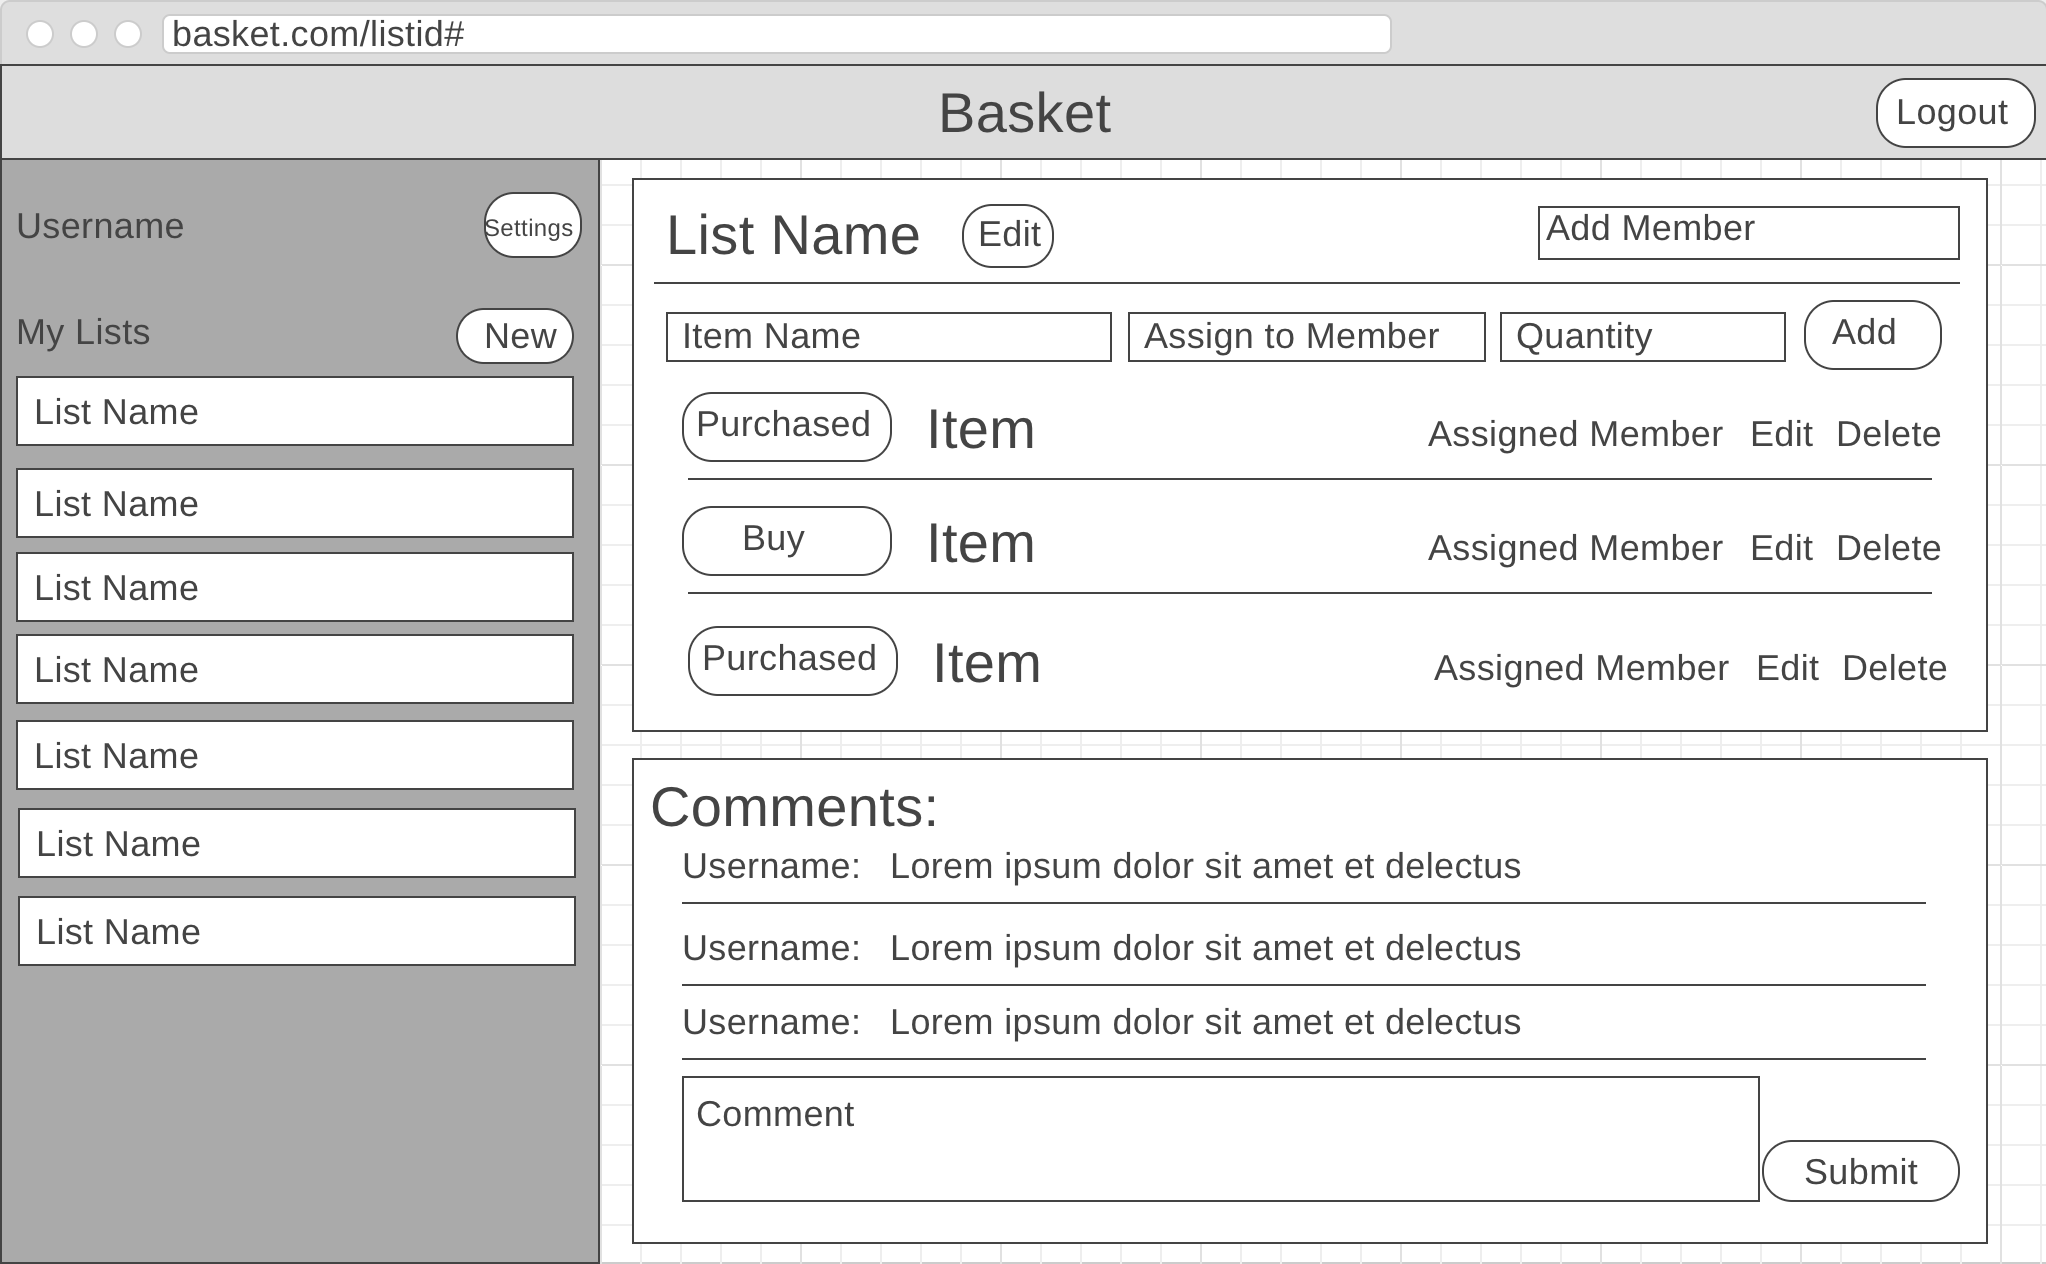 basket.com/listid#
Basket
Logout
Username
Settings
My Lists
New
List Name
List Name
List Name
List Name
List Name
List Name
List Name
List Name
Edit
Add Member
Item Name
Assign to Member
Quantity
Add
Purchased
Item
Assigned Member
Edit
Delete
Buy
Item
Assigned Member
Edit
Delete
Purchased
Item
Assigned Member
Edit
Delete
Comments:
Username: Lorem ipsum dolor sit amet et delectus
Username: Lorem ipsum dolor sit amet et delectus
Username: Lorem ipsum dolor sit amet et delectus
Comment
Submit